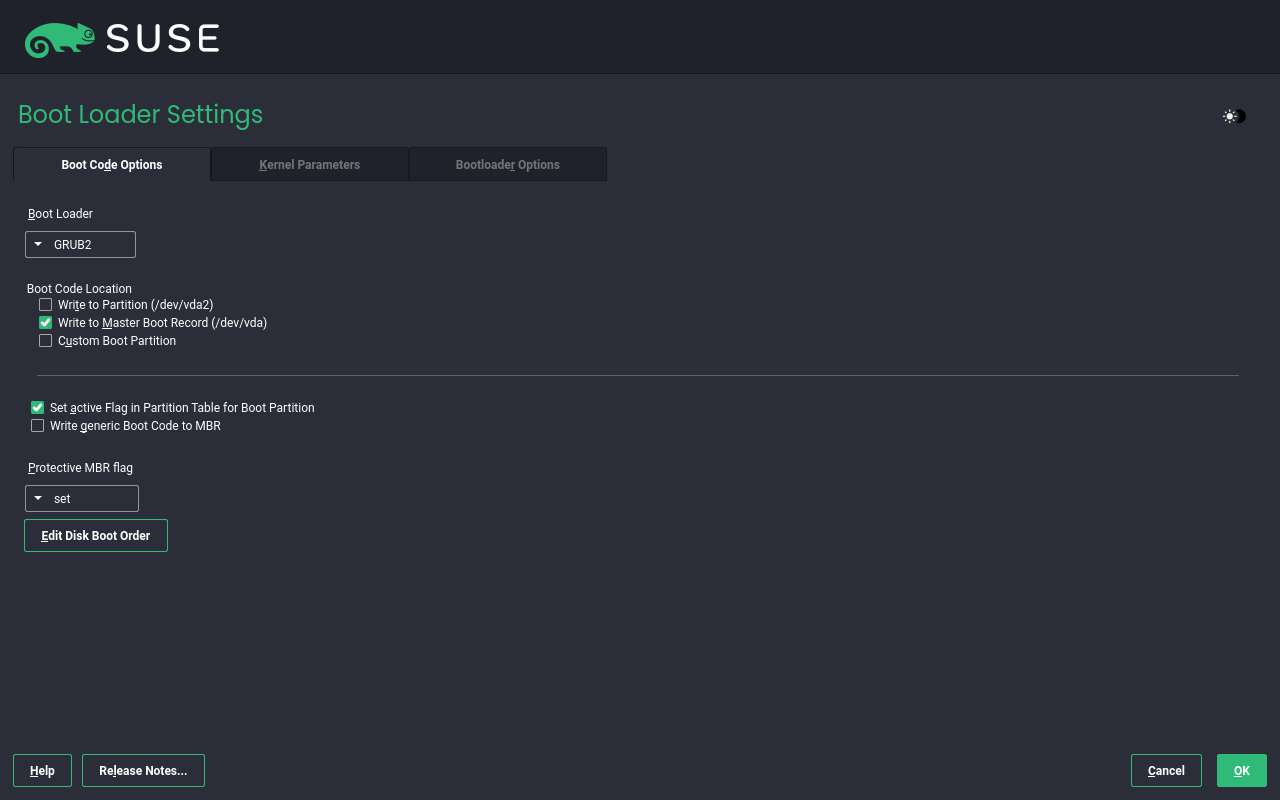 SUSE
Boot Loader Settings
Boot Code Options
Kernel Parameters
Bootloader Options
Boot Loader
GRUB2
Boot Code Location
Write to Partition (/dev/vda2)
Write to Master Boot Record (/dev/vda)
Custom Boot Partition
Set active Flag in Partition Table for Boot Partition
Write generic Boot Code to MBR
Protective MBR flag
set
Edit Disk Boot Order
Help
Release Notes...
Cancel
OK